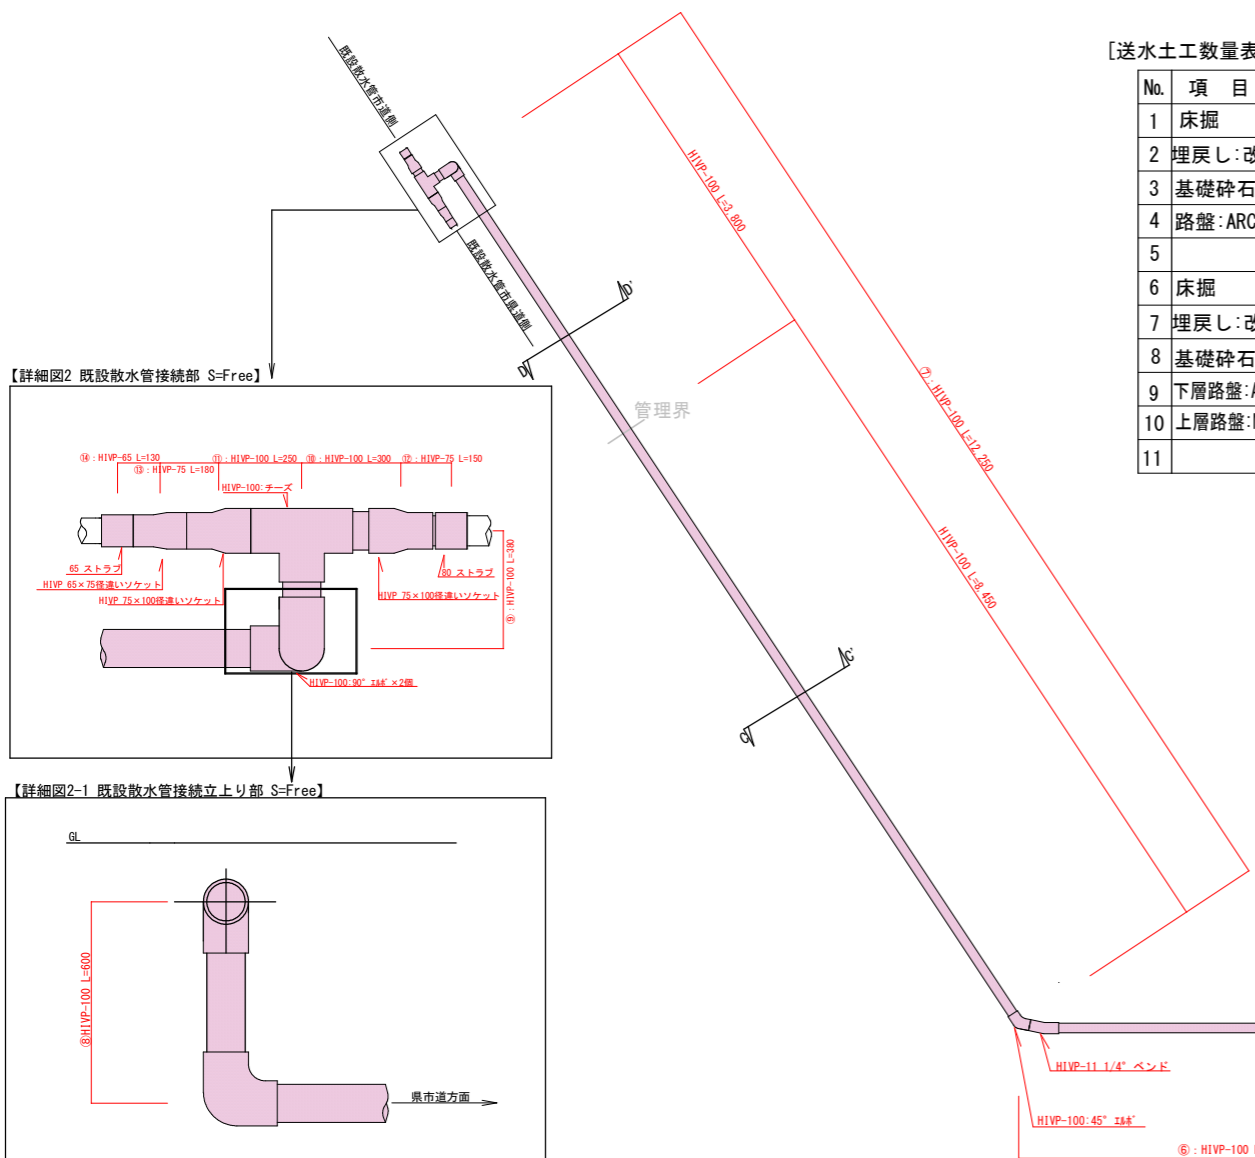 [送水土工数量表
No. 項 目
1 床掘
2 埋戻し:改
3 基礎砕石
4 路盤:ARC
5
6 床掘
7 埋戻し:改
8 基礎砕石
9 下層路盤:
10 上層路盤:
11
既設散水管市道側
既設散水管市県道側
HIVP-100 L=3,800
⑦:HIVP-100 L=12,250
HIVP-100 L=8,450
D
D'
管理界
C
C'
【詳細図2 既設散水管接続部 S=Free】
⑭:HIVP-65 L=130
⑬:HIVP-75 L=180
⑪:HIVP-100 L=250
⑩:HIVP-100 L=300
⑫:HIVP-75 L=150
HIVP-100:チーズ
65 ストラブ
HIVP 65×75径違いソケット
HIVP 75×100径違いソケット
80 ストラブ
HIVP 75×100径違いソケット
⑨:HIVP-100 L=380
HIVP-100:90° エルボ ×2個
【詳細図2-1 既設散水管接続立上り部 S=Free】
GL
⑧HIVP-100 L=600
県市道方面
HIVP-11 1/4° ベンド
HIVP-100:45° エルボ
⑥:HIVP-100